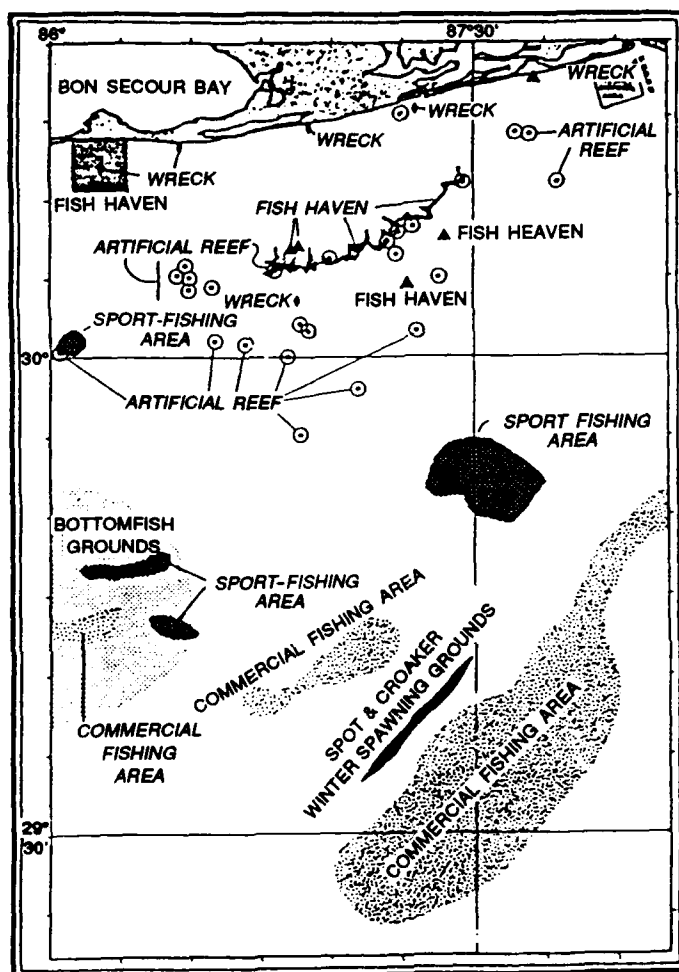 86°
87°30'
BON SECOUR BAY
WRECK
WRECK
WRECK
ARTIFICIAL
REEF
WRECK
FISH HAVEN
FISH HAVEN
FISH HEAVEN
ARTIFICIAL REEF
FISH HAVEN
WRECK
SPORT-FISHING
AREA
30°
ARTIFICIAL REEF
SPORT FISHING
AREA
BOTTOMFISH
GROUNDS
SPORT-FISHING
AREA
COMMERCIAL FISHING AREA
SPOT & CROAKER
WINTER SPAWNING GROUNDS
COMMERCIAL
FISHING
AREA
COMMERCIAL FISHING AREA
29°
30'